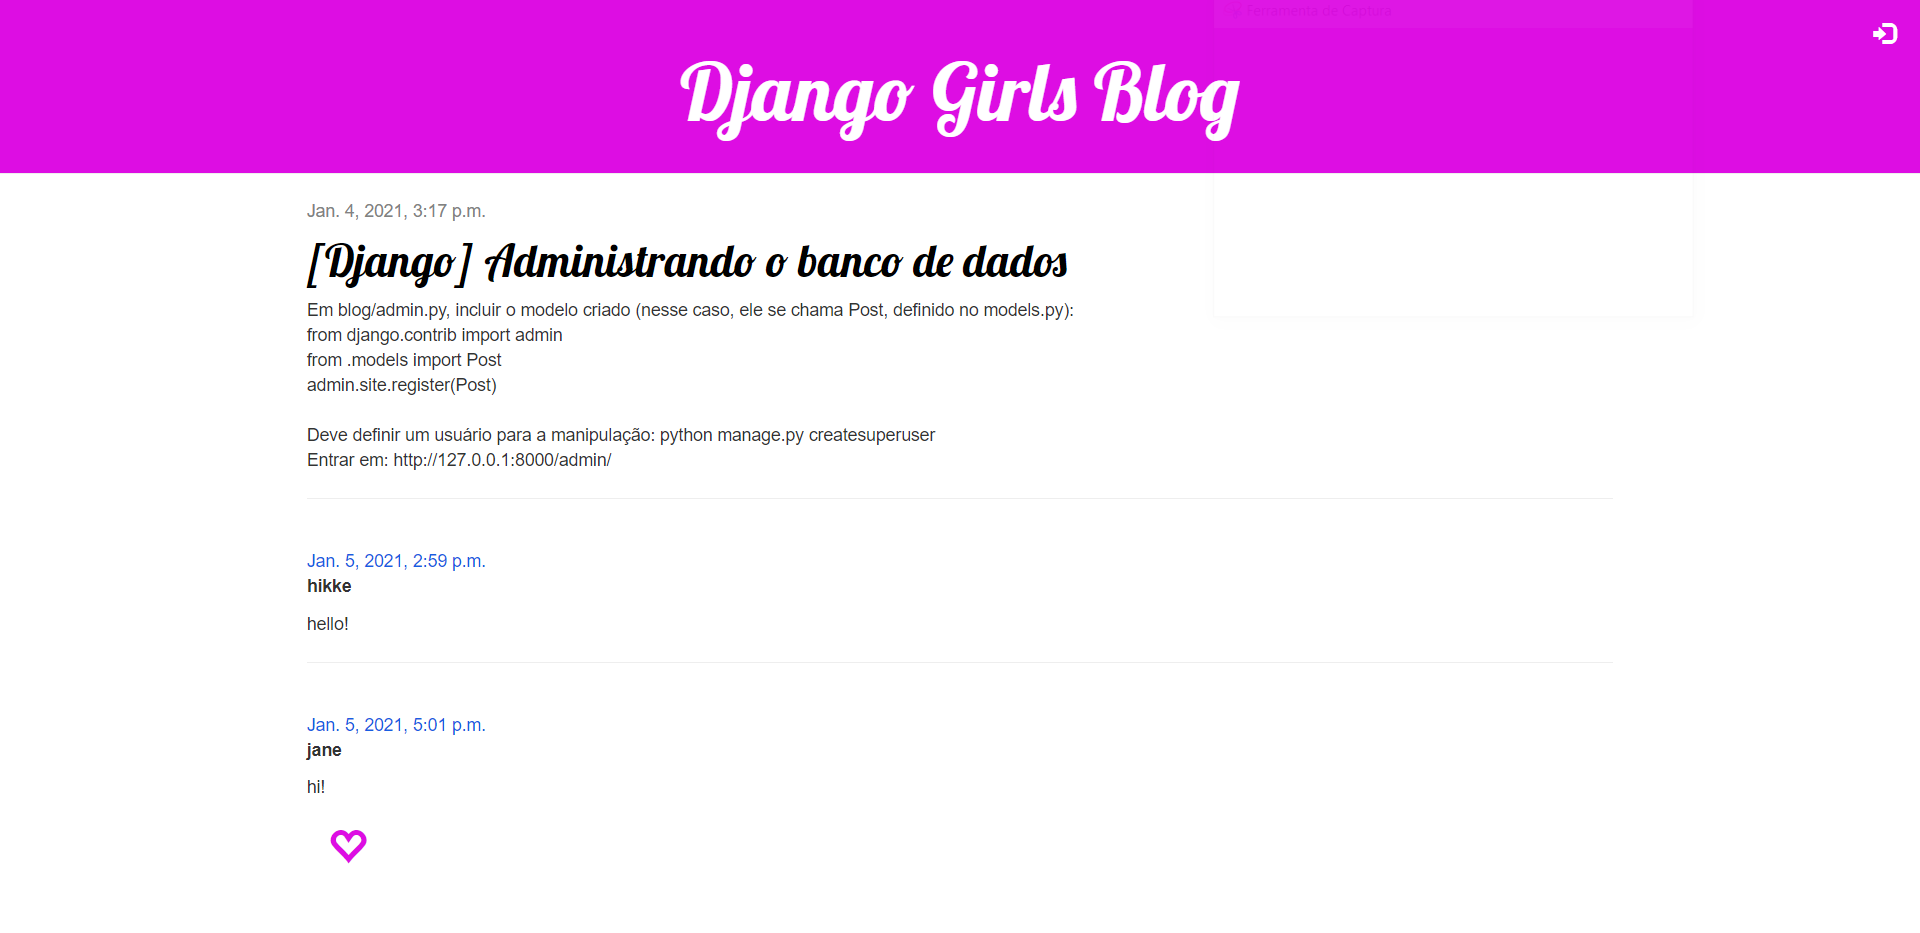 Ferramenta de Captura
Django Girls Blog
Jan. 4, 2021, 3:17 p.m.
[Django] Administrando o banco de dados
Em blog/admin.py, incluir o modelo criado (nesse caso, ele se chama Post, definido no models.py):
from django.contrib import admin
from .models import Post
admin.site.register(Post)
Deve definir um usuário para a manipulação: python manage.py createsuperuser
Entrar em: http://127.0.0.1:8000/admin/
Jan. 5, 2021, 2:59 p.m.
hikke
hello!
Jan. 5, 2021, 5:01 p.m.
jane
hi!